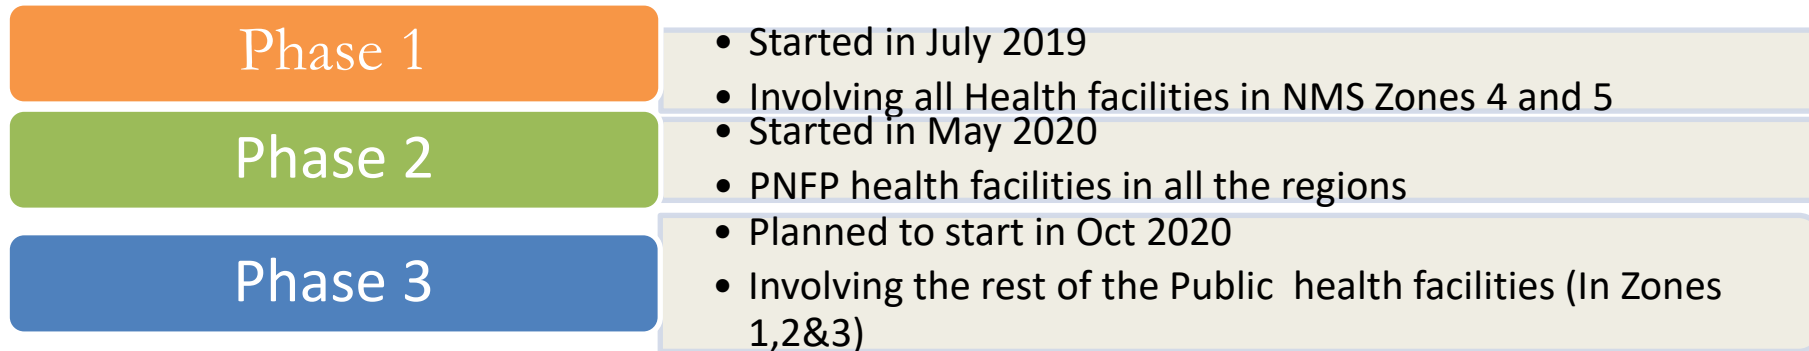 Phase 1
• Started in July 2019
• Involving all Health facilities in NMS Zones 4 and 5
Phase 2
• Started in May 2020
• PNFP health facilities in all the regions
Phase 3
• Planned to start in Oct 2020
• Involving the rest of the Public  health facilities (In Zones
1,2&3)